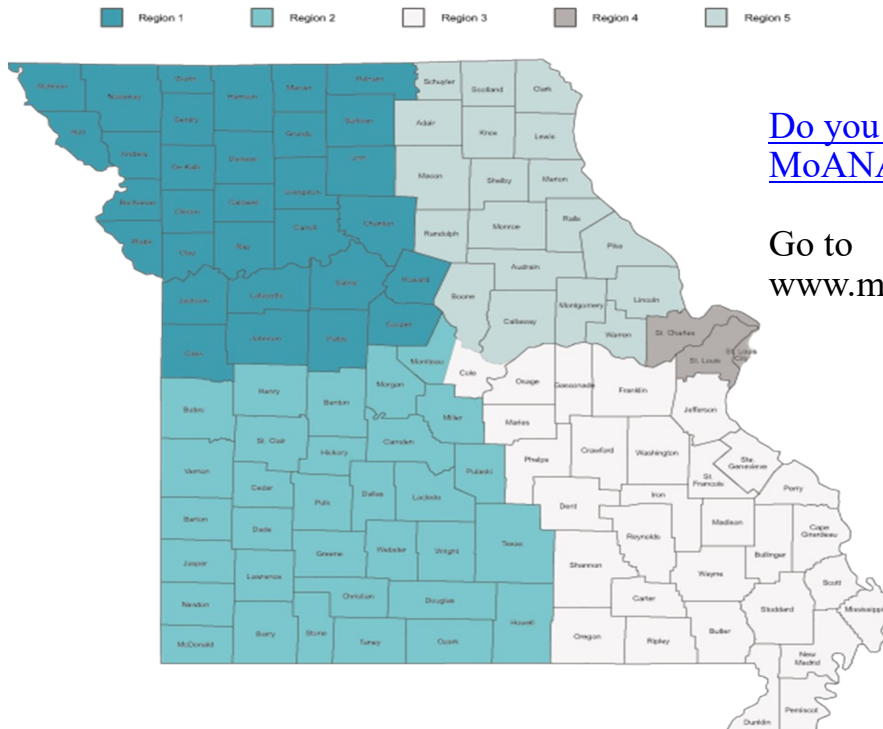 Region 1 Region 2 Region 3 Region 4 Region 5
Do you
MoANA
Go to
www.m
Schuyler Scotland Clark
Adair Knox Lewis
Macon Shelby Marion
Randolph Monroe Ralls Pike
Audrain
Boone Callaway Montgomery Lincoln
Warren
St. Charles
St. Louis
St. Louis City
Atchison Nodaway Worth Harrison Mercer Putnam
Holt Gentry Grundy Sullivan
Andrew De Kalb Daviess Linn
Buchanan Clinton Caldwell Livingston
Platte Clay Ray Carroll Chariton
Jackson Lafayette Saline Howard
Cass Johnson Pettis Cooper
Moniteau
Cole
Osage
Gasconade
Franklin
Jefferson
Bates Henry Benton Morgan Miller
St. Clair Hickory Camden
Maries
Phelps Crawford Washington
St. Francois
Ste. Genevieve
Perry
Vernon Cedar Polk Dallas Laclede Pulaski
Dent Iron Madison
Cape Girardeau
Barton Dade Greene Webster Wright Texas
Reynolds Bollinger
Jasper Lawrence Christian Douglas
Shannon Wayne Scott
Newton
Carter Stoddard Mississippi
McDonald Barry Stone Taney Ozark Howell
Oregon Ripley Butler
New Madrid
Dunklin Pemiscot